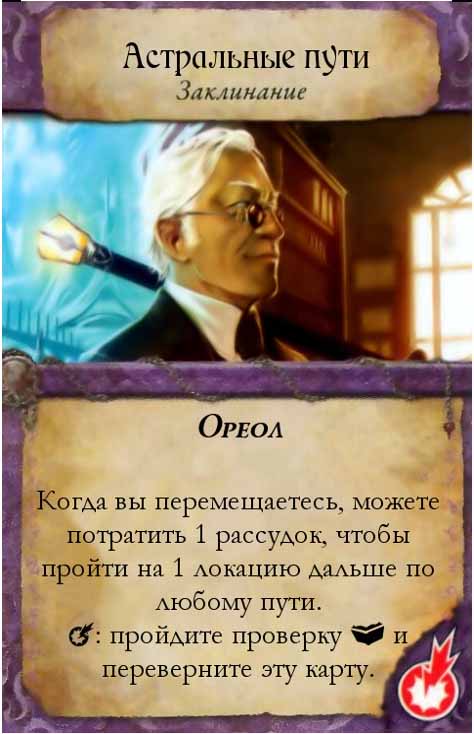 Астральные пути
Заклинание
Ореол
Когда вы перемещаетесь, можете
потратить 1 рассудок, чтобы
пройти на 1 локацию дальше по
любому пути.
: пройдите проверку и
переверните эту карту.